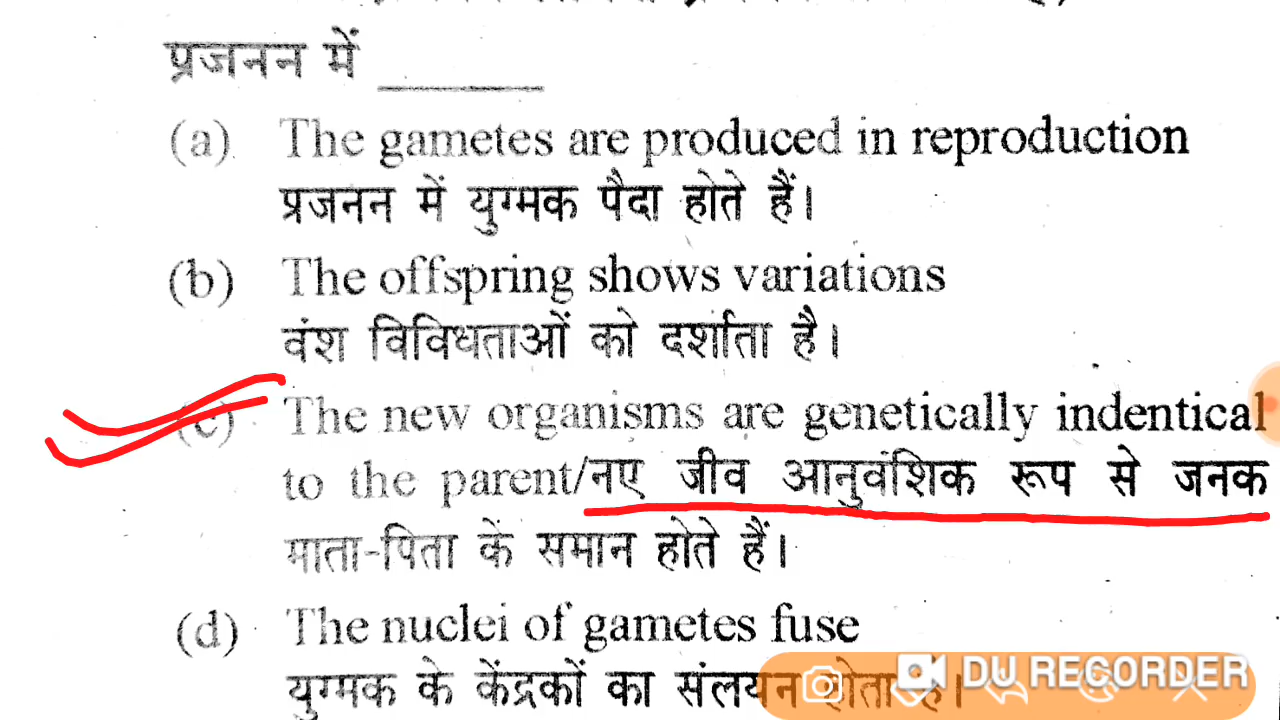 प्रजनन में ________
(a) The gametes are produced in reproduction
प्रजनन में युग्मक पैदा होते हैं।
(b) The offspring shows variations
वंश विविधताओं को दर्शाता है।
(c) The new organisms are genetically indentical
to the parent/नए जीव आनुवंशिक रूप से जनक
माता-पिता के समान होते हैं।
(d) The nuclei of gametes fuse
युग्मक के केंद्रकों का संलयन होता है।
DU RECORDER